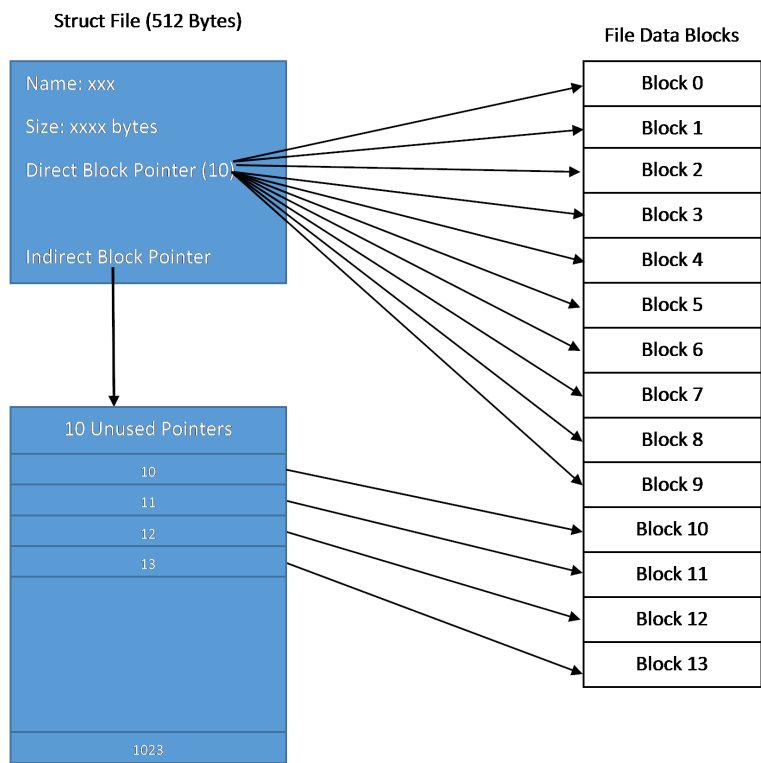 Struct File (512 Bytes)
Name: xxx
Size: xxxx bytes
Direct Block Pointer (10)
Indirect Block Pointer
10 Unused Pointers
10
11
12
13
1023
File Data Blocks
Block 0
Block 1
Block 2
Block 3
Block 4
Block 5
Block 6
Block 7
Block 8
Block 9
Block 10
Block 11
Block 12
Block 13